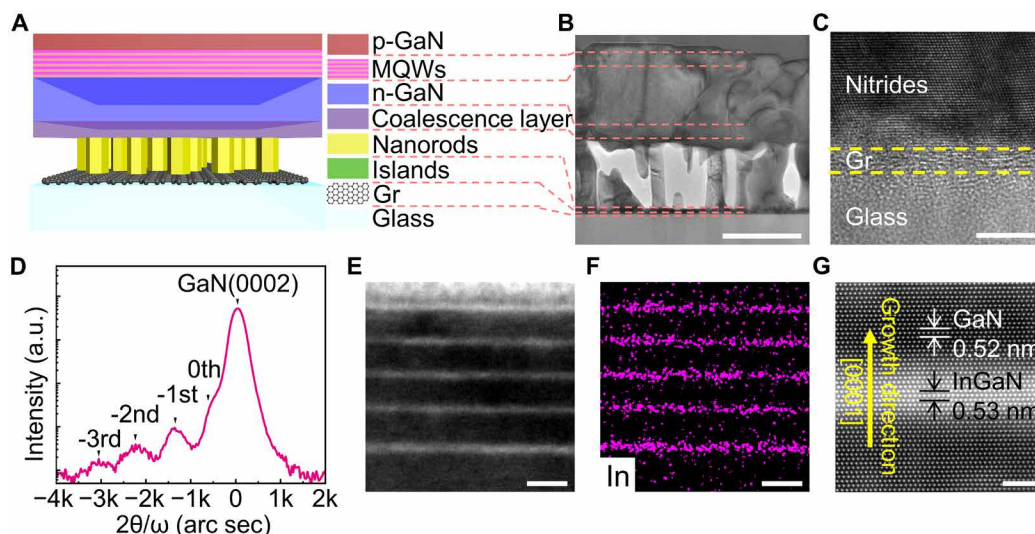 A
p-GaN
MQWs
n-GaN
Coalescence layer
Nanorods
Islands
Gr
Glass
B
C
Nitrides
Gr
Glass
D
GaN(0002)
0th
-1st
-2nd
-3rd
Intensity (a.u.)
−4k −3k −2k −1k 0 1k 2k
2θ/ω (arc sec)
E
F
In
G
Growth direction
[0001]
GaN
0.52 nm
InGaN
0.53 nm